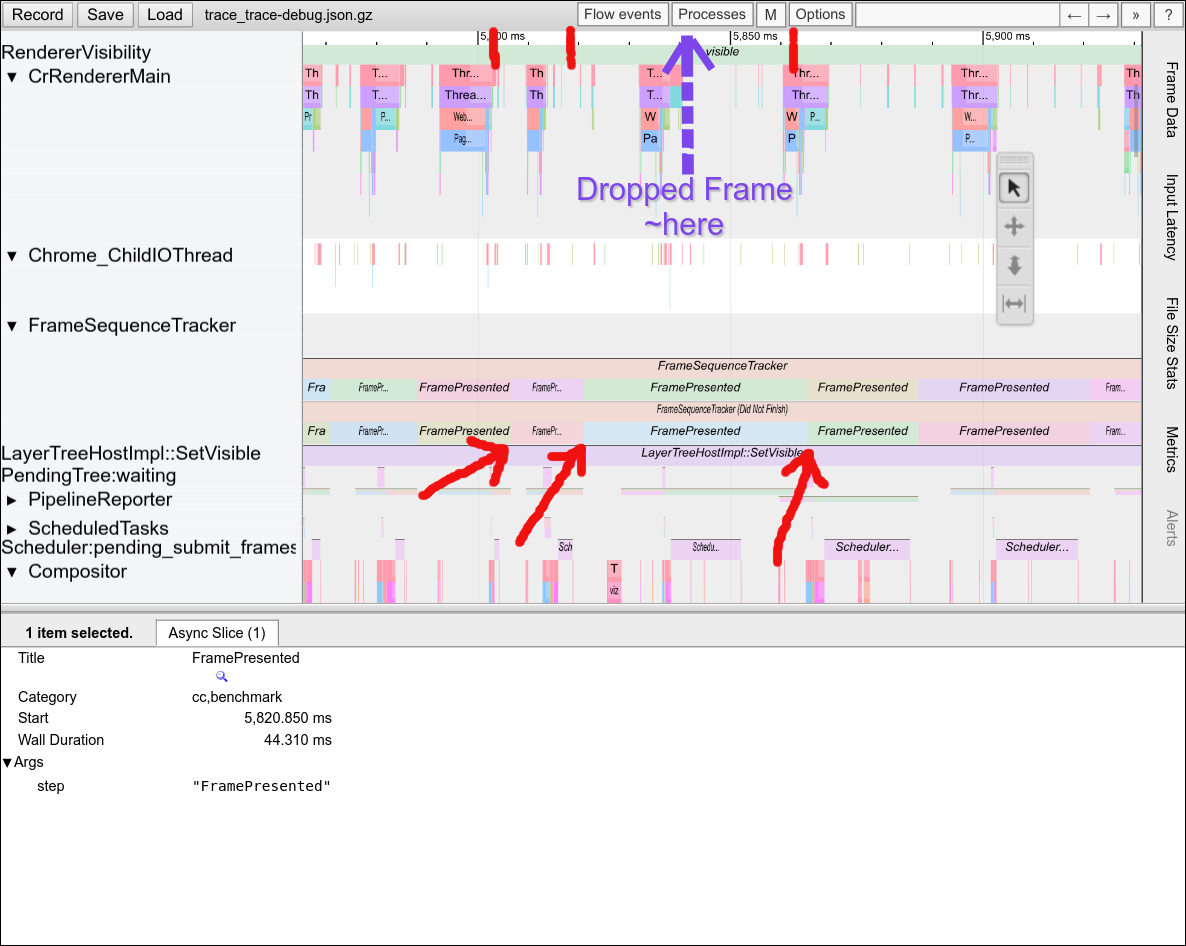 Record Save Load trace_trace-debug.json.gz Flow events Processes M Options ← → » ?
5,850 ms 5,900 ms
RendererVisibility visible
▼ CrRendererMain Th T... Thr... Th T... Thr... Thr... Th
Th T... Threa... Th T... Thr... Thr... Th
Pr P... Web... W W P... W...
Pag... Pa P P...
Dropped Frame
~here
▼ Chrome_ChildIOThread
▼ FrameSequenceTracker
FrameSequenceTracker
Fra FramePr... FramePresented FramePr... FramePresented FramePresented FramePresented Fram...
FrameSequenceTracker (Did Not Finish)
Fra FramePr... FramePresented FramePr... FramePresented FramePresented FramePresented Fram...
LayerTreeHostImpl::SetVisible LayerTreeHostImpl::SetVisible
PendingTree:waiting
▶ PipelineReporter
▶ ScheduledTasks
Scheduler:pending_submit_frames Sch Schedu... Scheduler... Scheduler...
▼ Compositor T
viz
Frame Data
Input Latency
File Size Stats
Metrics
Alerts
1 item selected. Async Slice (1)
Title FramePresented
Category cc,benchmark
Start 5,820.850 ms
Wall Duration 44.310 ms
▼Args
step "FramePresented"